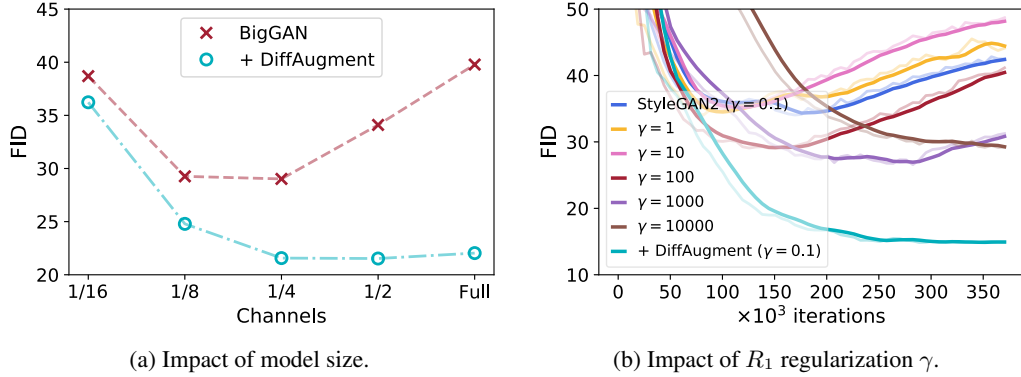 45
40
35
30
25
20
FID
BigGAN
+ DiffAugment
1/16 1/8 1/4 1/2 Full
Channels
(a) Impact of model size.
50
40
30
20
10
FID
StyleGAN2 (γ = 0.1)
γ = 1
γ = 10
γ = 100
γ = 1000
γ = 10000
+ DiffAugment (γ = 0.1)
0 50 100 150 200 250 300 350
×10³ iterations
(b) Impact of R₁ regularization γ.